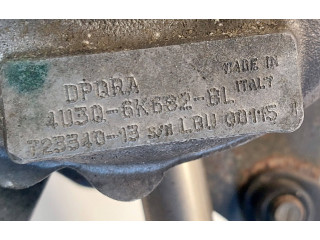 DPQRA
MADE IN
ITALY
4U3Q-6K682-BL
723340-13 s/n LBU 00115